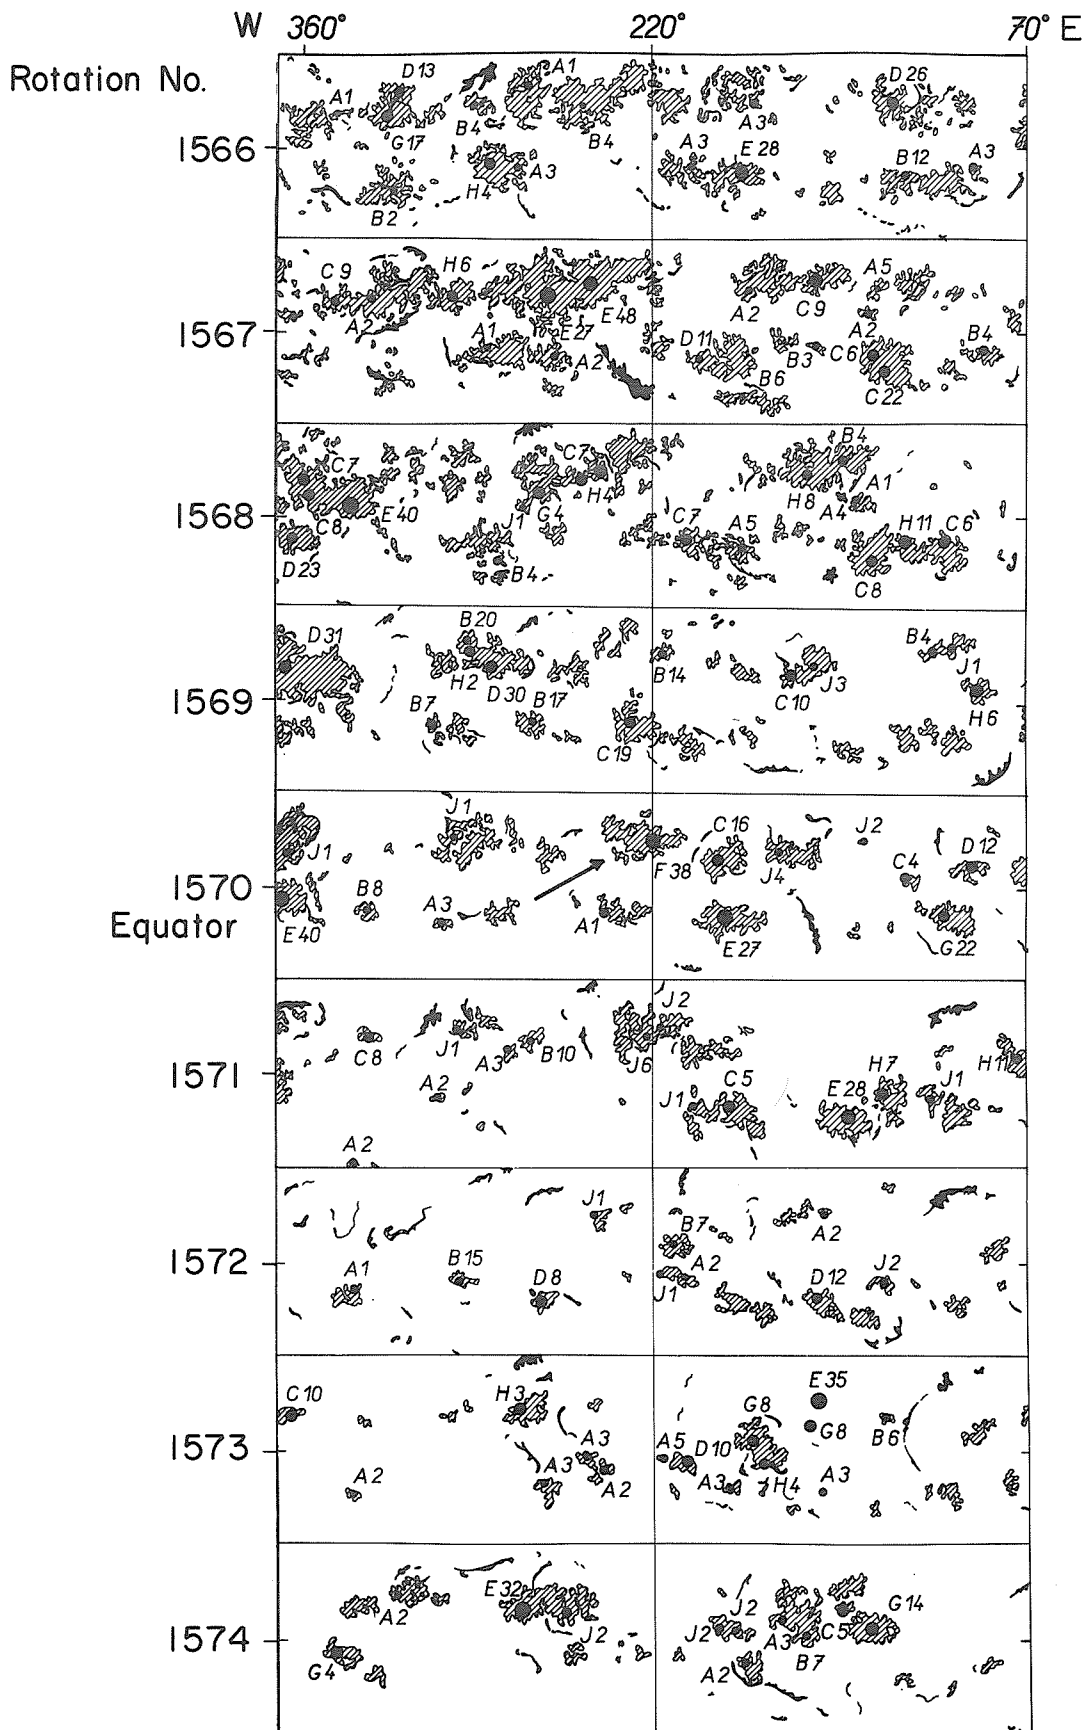 W 360° 220° 70° E
Rotation No.
D13 A1 D26
A1
G17 B4 B4 A3
1566
A3 E28 B12 A3
H4 A3
B2
C9 H6 A5
A2 E48 A2 C9
1567
A1 E27 A2 D11 B3 A2 C6 B4
B6 C22
C7 C7 B4
H4 H8 A1
C8 E40 J1 G4 A4
1568
C7 A5 H11 C6
D23 B4 C8
D31 B20 B4
H2 D30 B14 J3 J1
1569
B7 B17 C10 H6
C19
J1 C16 J2
J1 F38 J4 C4 D12
1570
B8 A3
Equator
E40 A1 E27 G22
J2
C8 J1 A3 B10 J6
1571
H7 H11
A2 J1 C5 E28 J1
A2
J1
B7 A2
1572
A1 B15 D8 A2 J1 D12 J2
E35
C10 H3 G8 G8 B6
1573
A3 A5 D10
A2 A3 A2 A3 H4 A3
E32 G14
A2 J2 J2 J2 A3 C5
1574
B7
G4 A2